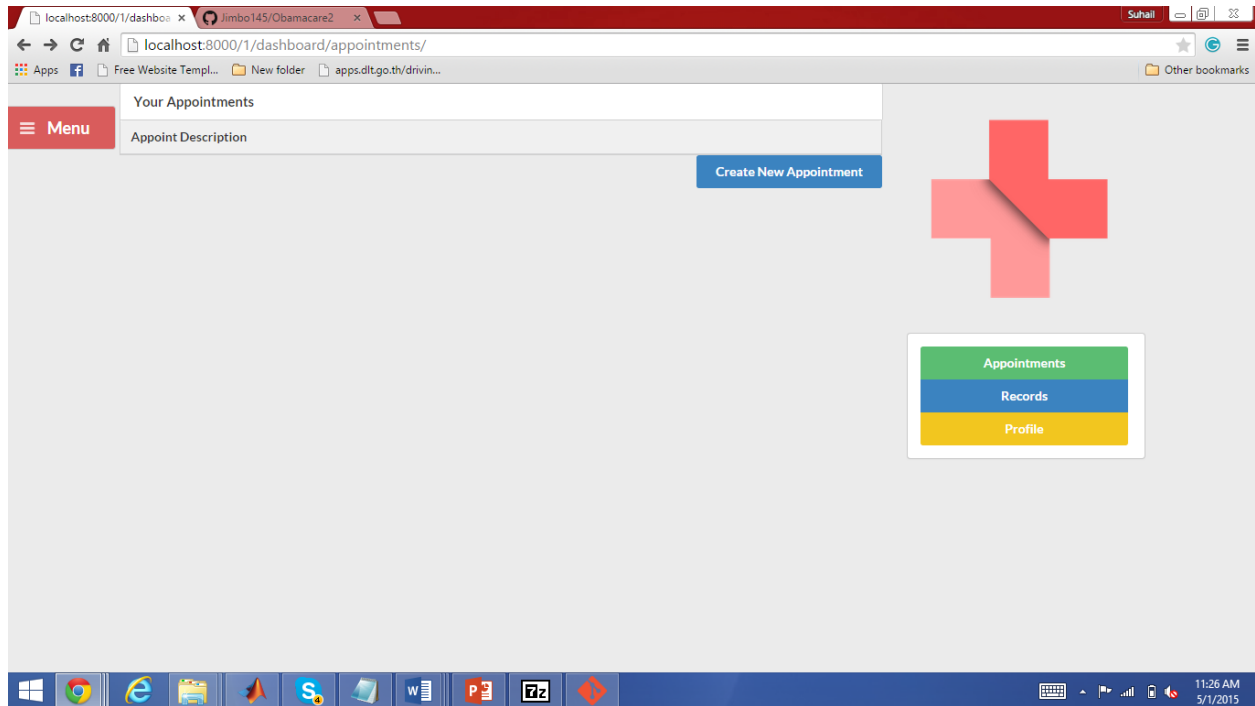 localhost:8000/1/dashboa
Jimbo145/Obamacare2
Suhail
localhost:8000/1/dashboard/appointments/
Apps
Free Website Templ...
New folder
apps.dlt.go.th/drivin...
Other bookmarks
Menu
Your Appointments
Appoint Description
Create New Appointment
Appointments
Records
Profile
11:26 AM
5/1/2015